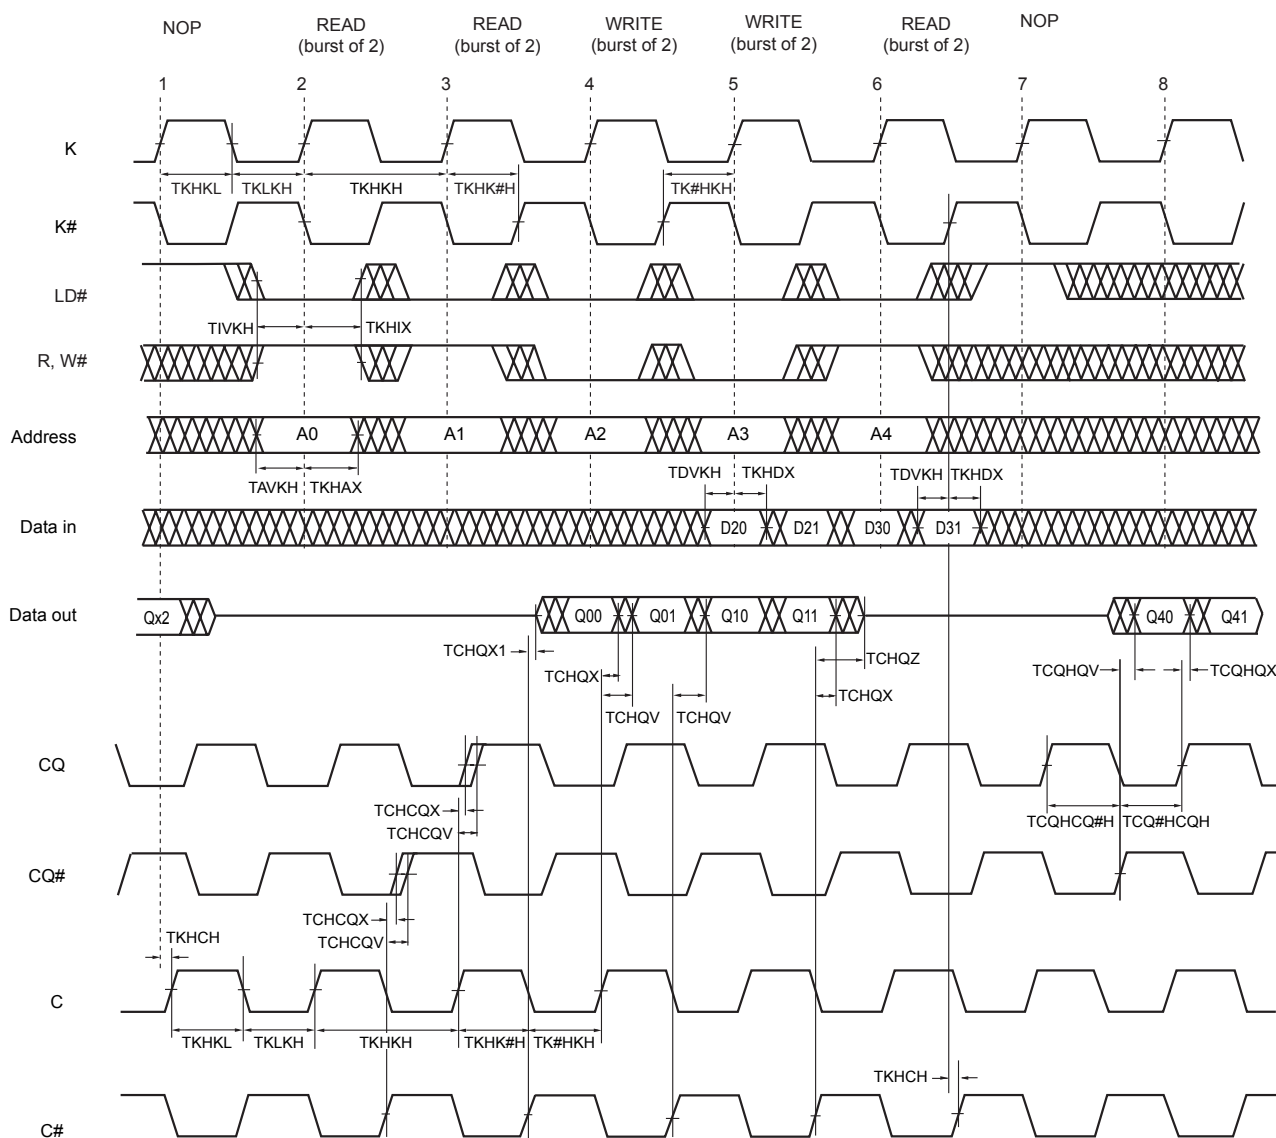 NOP READ READ WRITE WRITE READ NOP
(burst of 2) (burst of 2) (burst of 2) (burst of 2) (burst of 2)
1 2 3 4 5 6 7 8
K
TKHKL TKLKH TKHKH TKHK#H TK#HKH
K#
LD#
TIVKH TKHIX
R, W#
Address A0 A1 A2 A3 A4
TDVKH TKHDX TDVKH TKHDX
TAVKH TKHAX
Data in D20 D21 D30 D31
Data out Qx2 Q00 Q01 Q10 Q11 Q40 Q41
TCHQX1 TCHQZ
TCHQX TCQHQV TCQHQX
TCHQX
TCHQV TCHQV
CQ
TCHCQX
TCQHCQ#H TCQ#HCQH
TCHCQV
CQ#
TCHCQX
TKHCH TCHCQV
C
TKHKL TKLKH TKHKH TKHK#H TK#HKH
TKHCH
C#